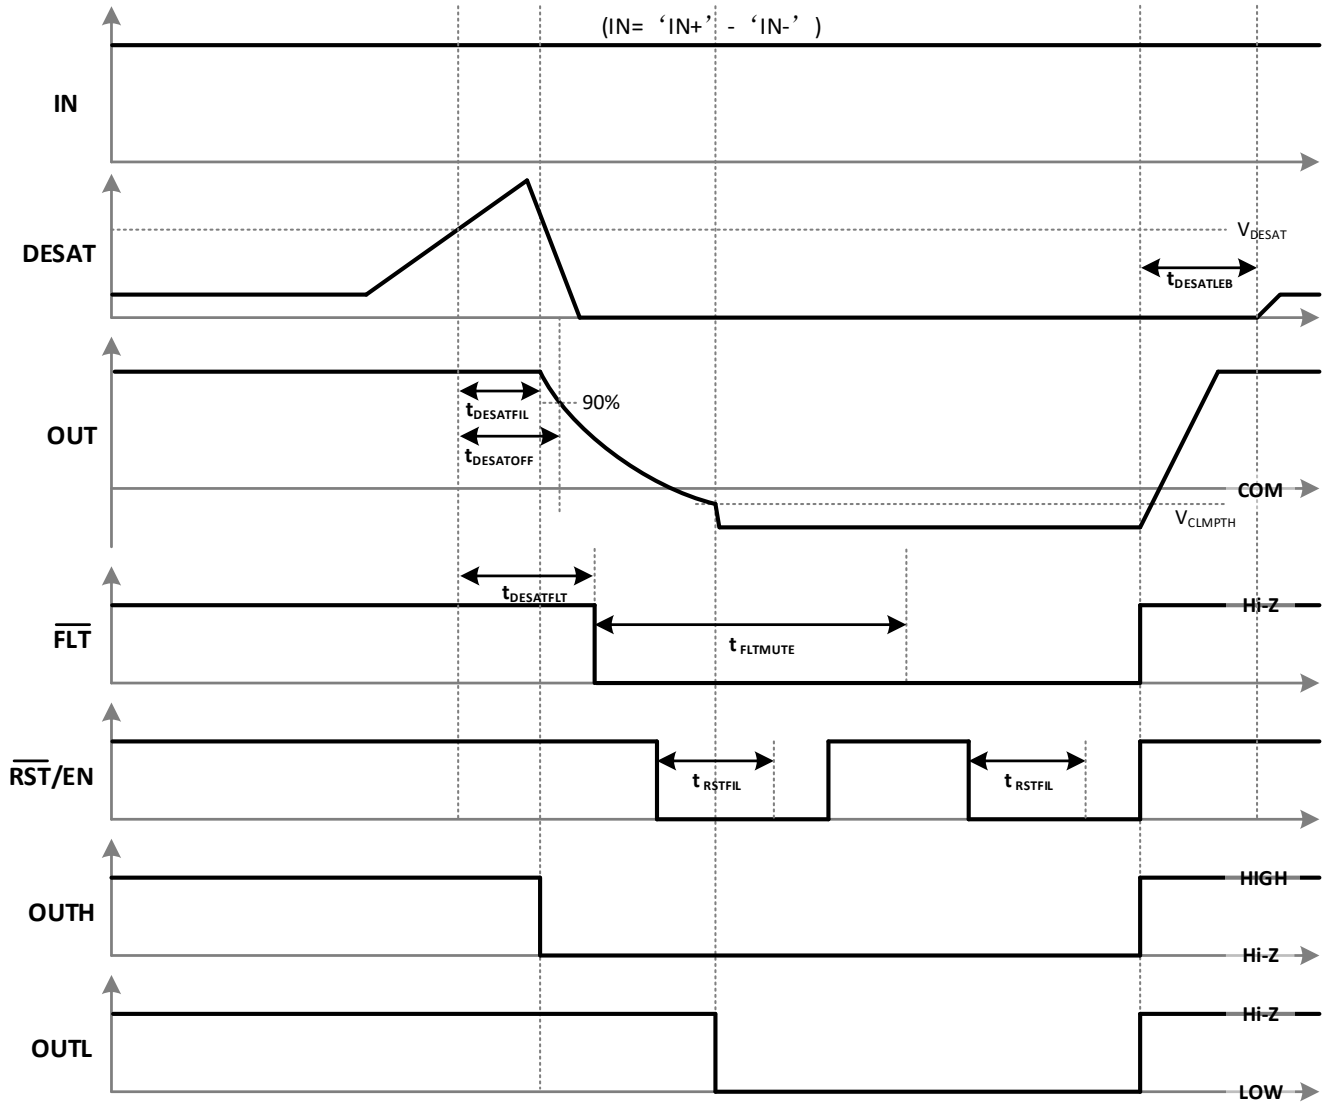 (IN= ‘IN+’ - ‘IN-’ )
IN
DESAT
VDESAT
tDESATLEB
OUT
tDESATFIL
90%
tDESATOFF
COM
VCLMPTH
FLT
tDESATFLT
Hi-Z
t FLTMUTE
RST/EN
t RSTFIL
t RSTFIL
OUTH
HIGH
Hi-Z
OUTL
Hi-Z
LOW